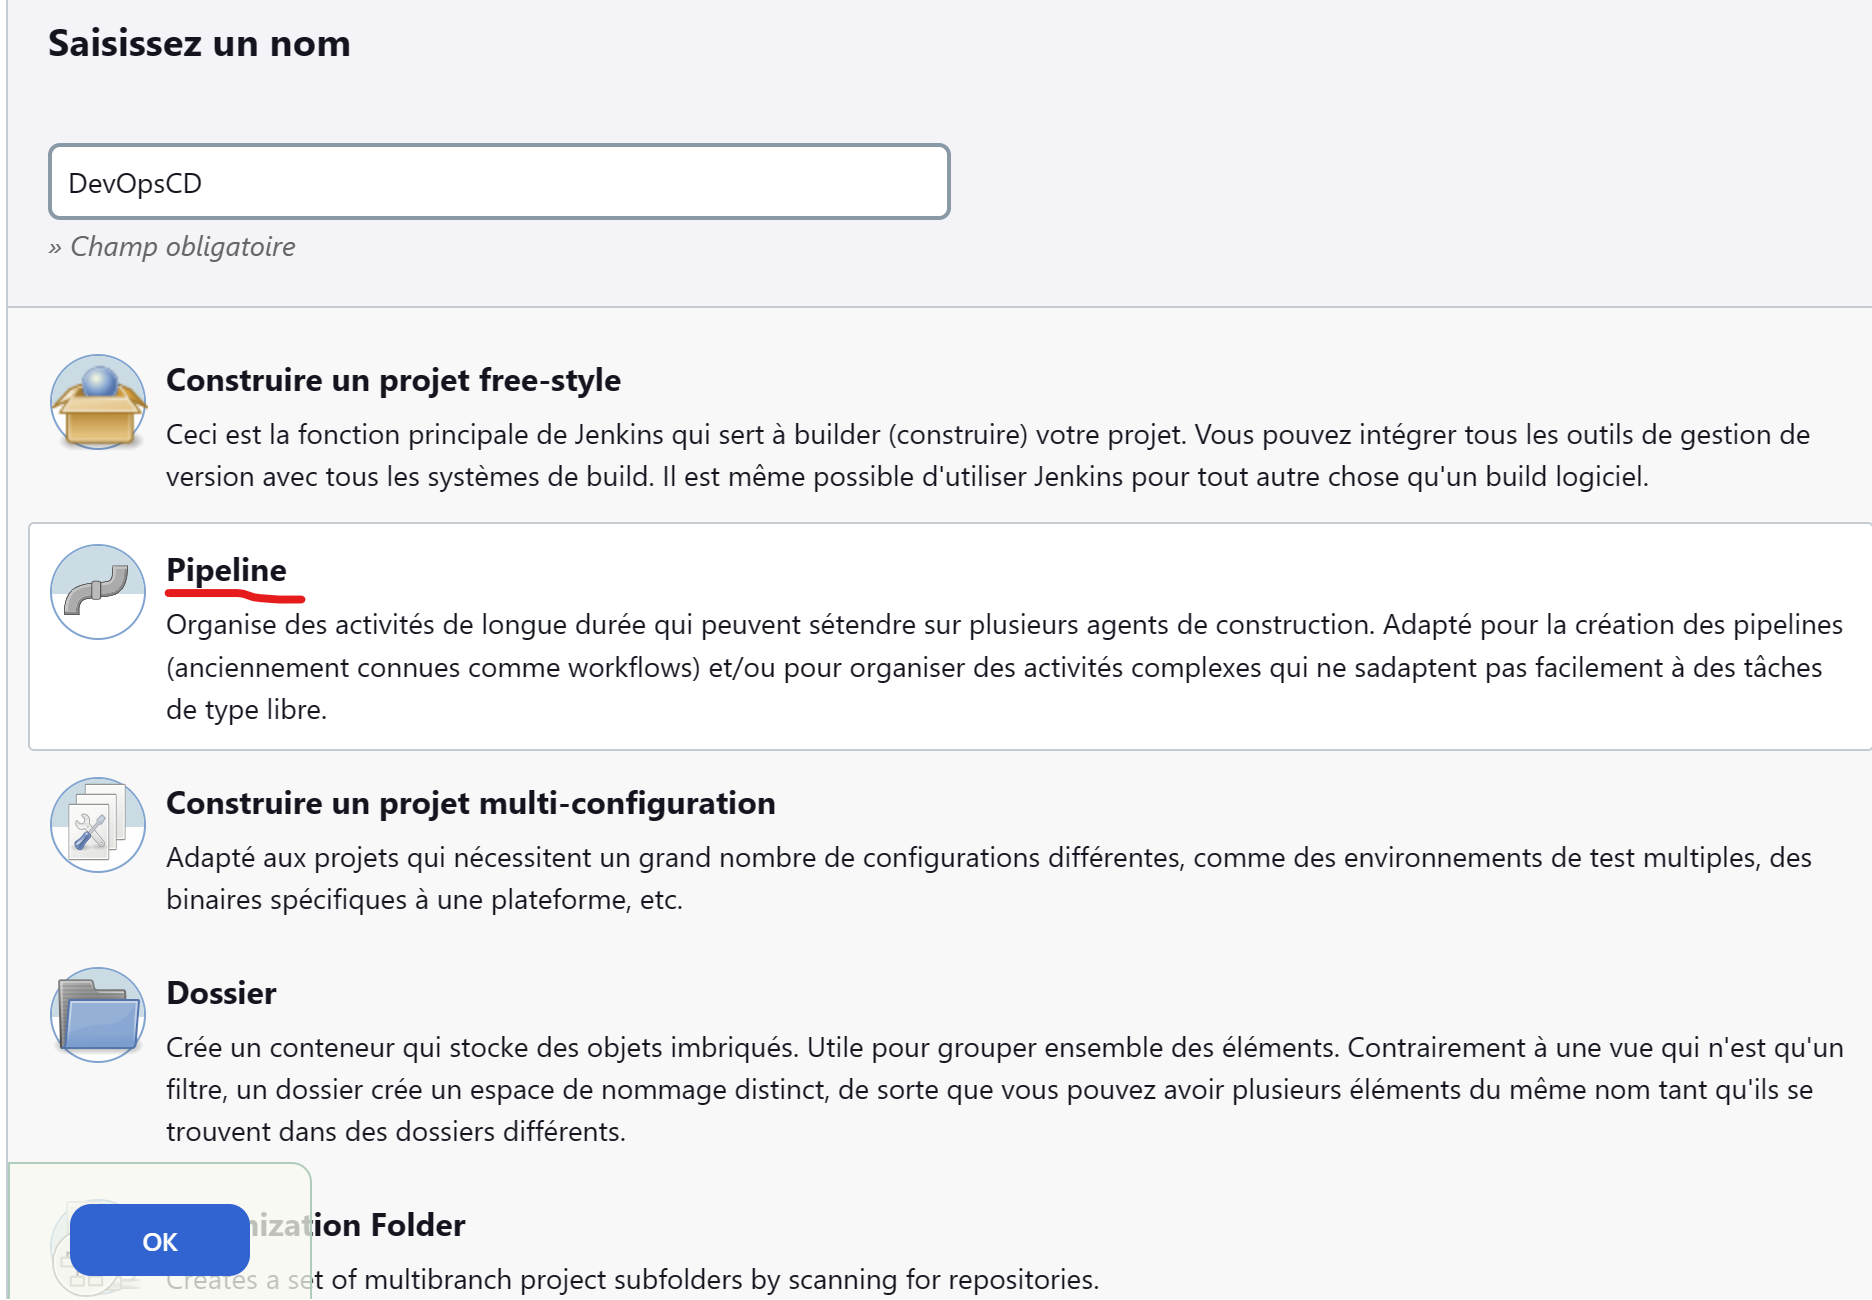 Saisissez un nom
DevOpsCD
» Champ obligatoire
Construire un projet free-style
Ceci est la fonction principale de Jenkins qui sert à builder (construire) votre projet. Vous pouvez intégrer tous les outils de gestion de
version avec tous les systèmes de build. Il est même possible d'utiliser Jenkins pour tout autre chose qu'un build logiciel.
Pipeline
Organise des activités de longue durée qui peuvent sétendre sur plusieurs agents de construction. Adapté pour la création des pipelines
(anciennement connues comme workflows) et/ou pour organiser des activités complexes qui ne sadaptent pas facilement à des tâches
de type libre.
Construire un projet multi-configuration
Adapté aux projets qui nécessitent un grand nombre de configurations différentes, comme des environnements de test multiples, des
binaires spécifiques à une plateforme, etc.
Dossier
Crée un conteneur qui stocke des objets imbriqués. Utile pour grouper ensemble des éléments. Contrairement à une vue qui n'est qu'un
filtre, un dossier crée un espace de nommage distinct, de sorte que vous pouvez avoir plusieurs éléments du même nom tant qu'ils se
trouvent dans des dossiers différents.
nization Folder
OK
Creates a set of multibranch project subfolders by scanning for repositories.